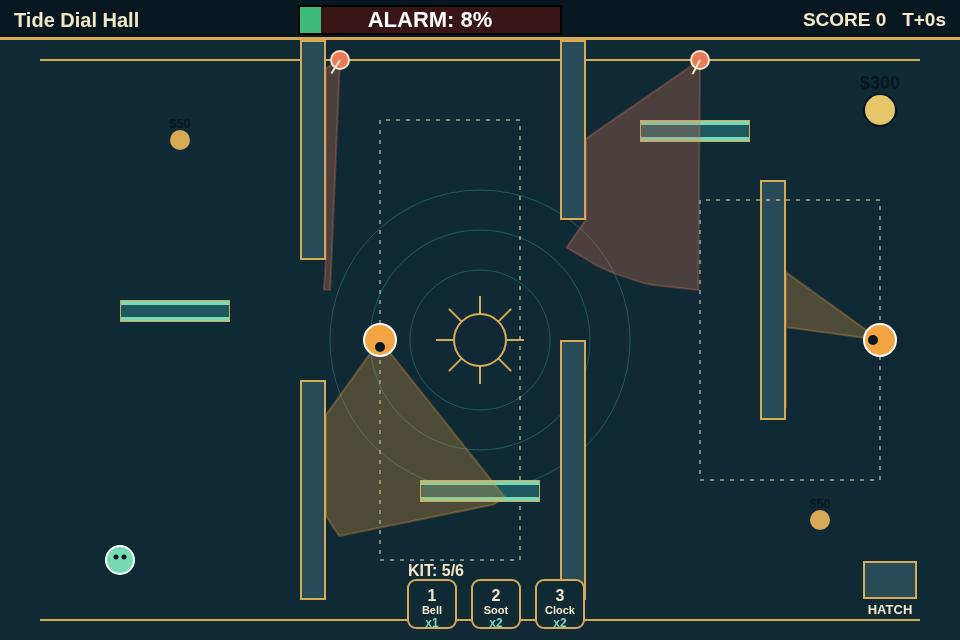 Tide Dial Hall
ALARM: 8%
SCORE 0 T+0s
$300
$50
$50
KIT: 5/6
1
Bell
x1
2
Soot
x2
3
Clock
x2
HATCH